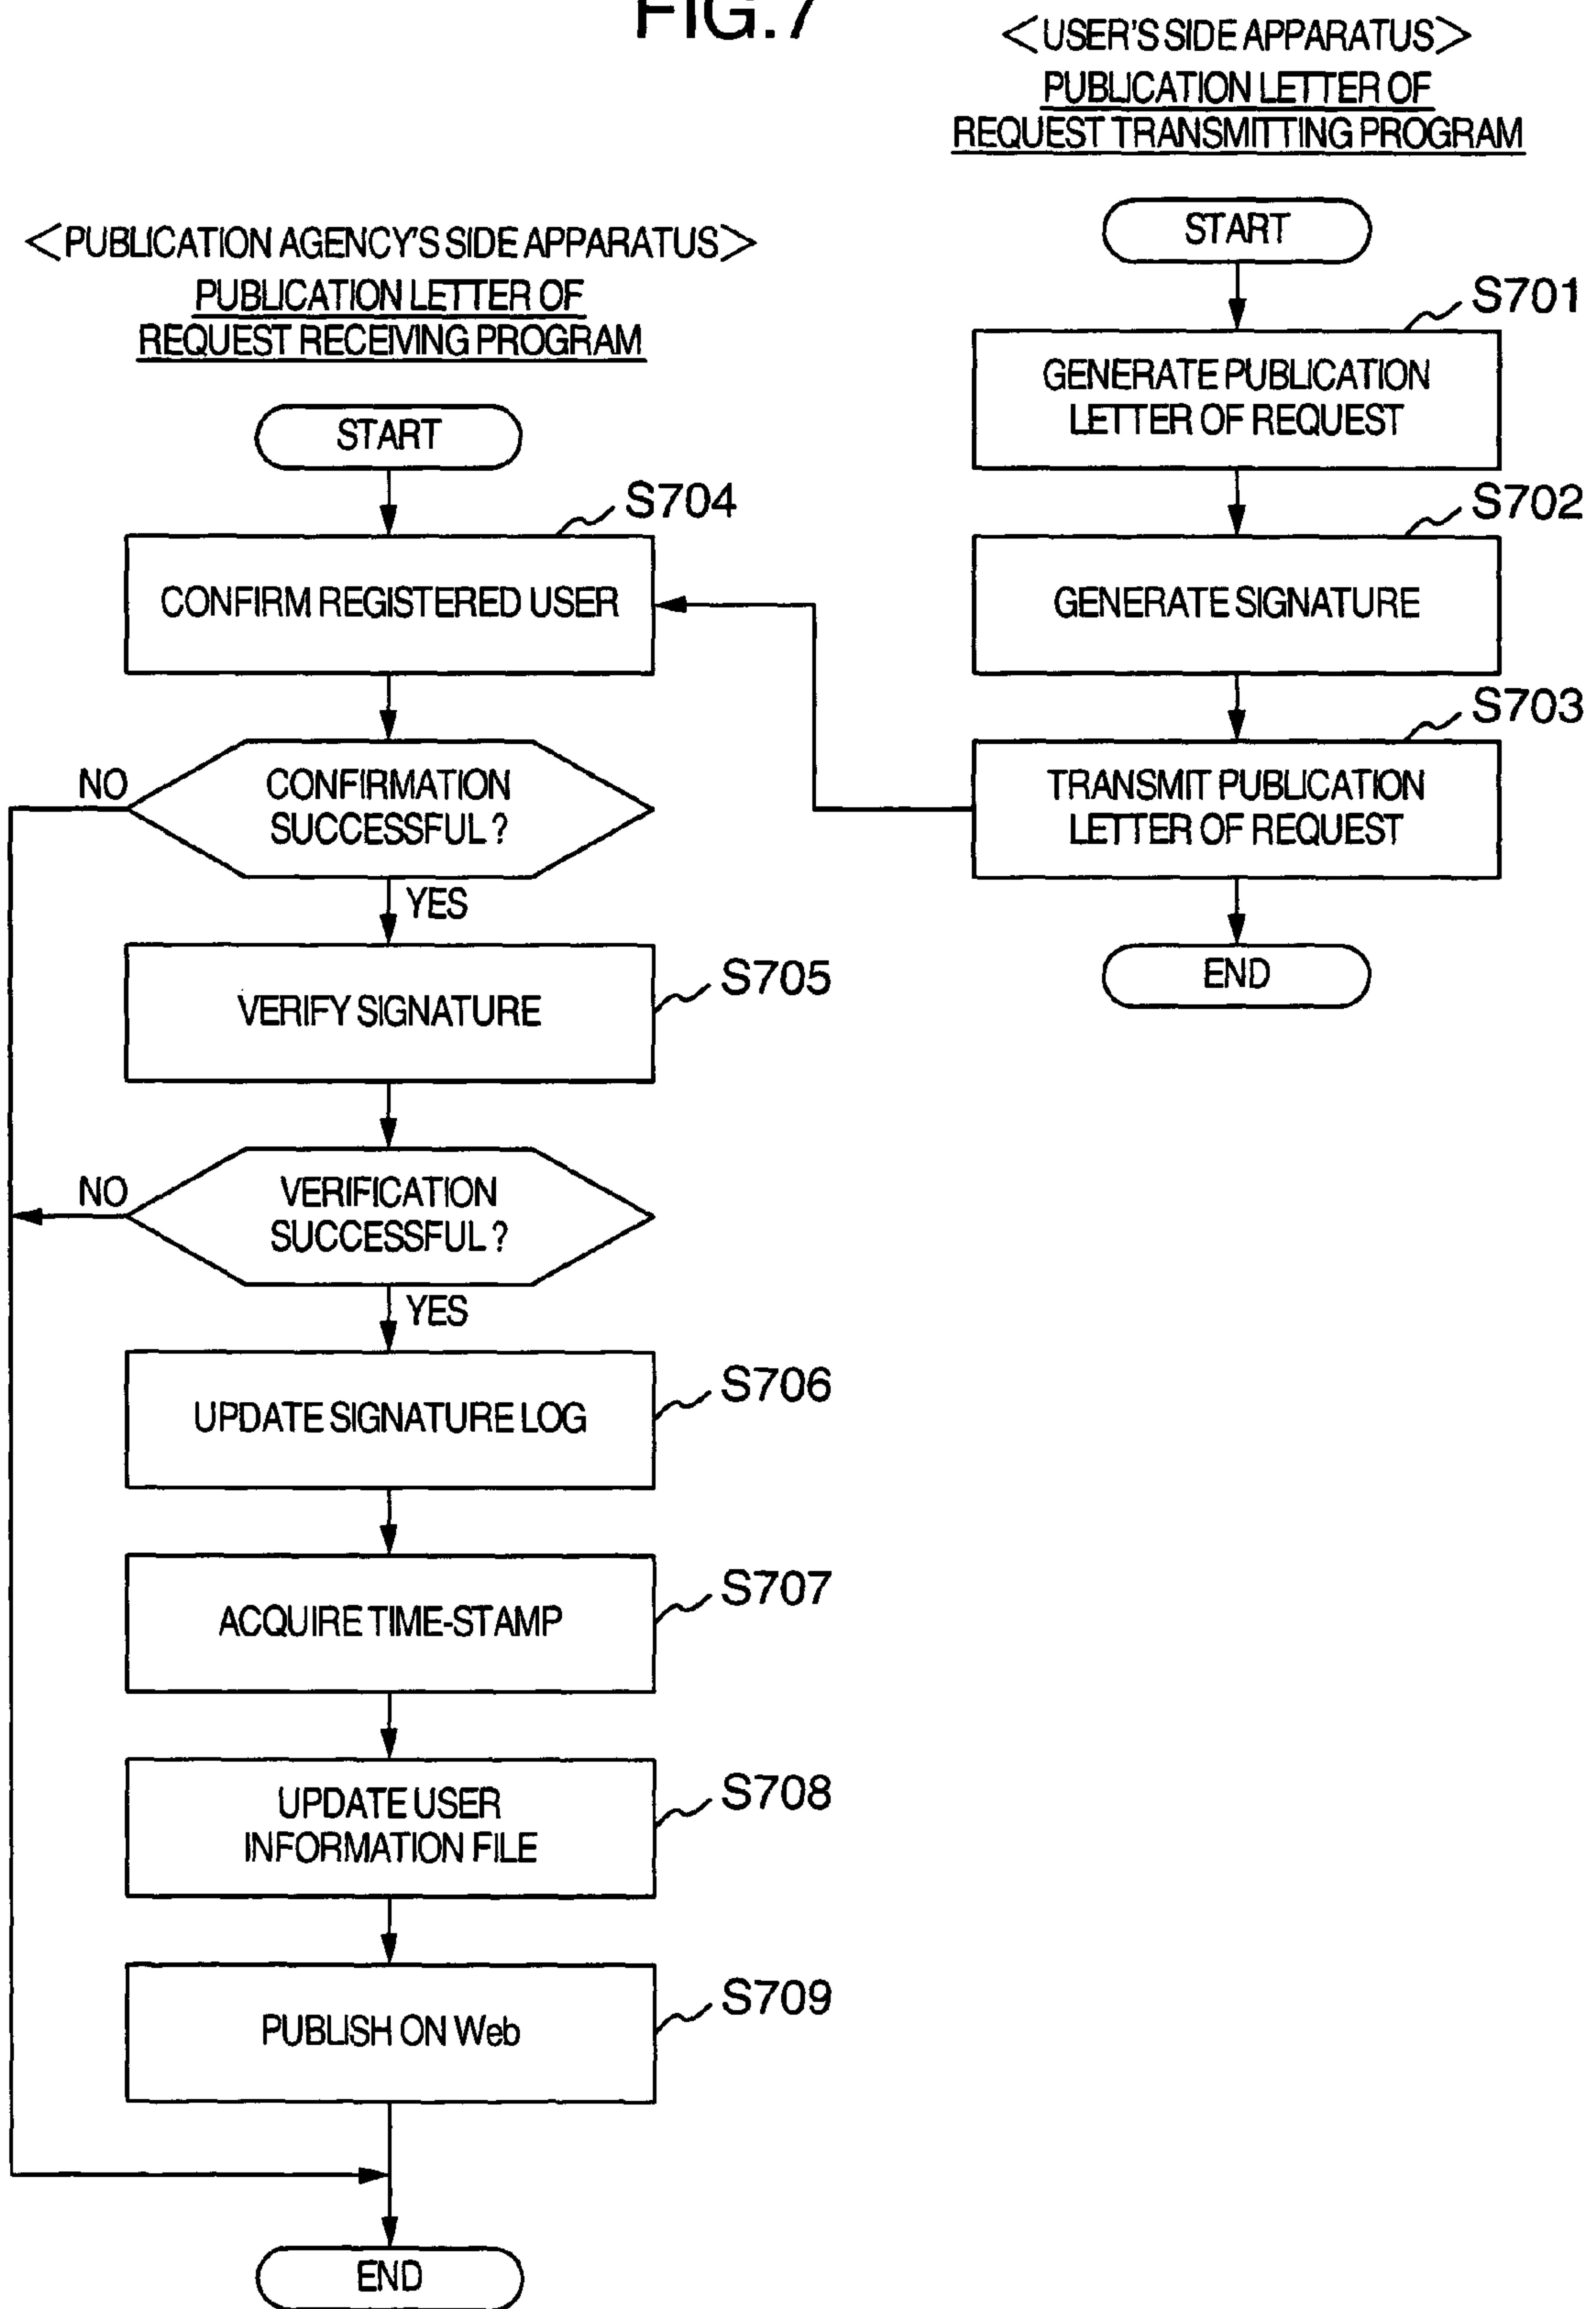 FIG.7
<USER'S SIDE APPARATUS>
PUBLICATION LETTER OF
REQUEST TRANSMITTING PROGRAM
START
S701
GENERATE PUBLICATION
LETTER OF REQUEST
S702
GENERATE SIGNATURE
S703
TRANSMIT PUBLICATION
LETTER OF REQUEST
END
<PUBLICATION AGENCY'S SIDE APPARATUS>
PUBLICATION LETTER OF
REQUEST RECEIVING PROGRAM
START
S704
CONFIRM REGISTERED USER
NO
CONFIRMATION
SUCCESSFUL?
YES
S705
VERIFY SIGNATURE
NO
VERIFICATION
SUCCESSFUL?
YES
S706
UPDATE SIGNATURE LOG
S707
ACQUIRE TIME-STAMP
S708
UPDATE USER
INFORMATION FILE
S709
PUBLISH ON Web
END